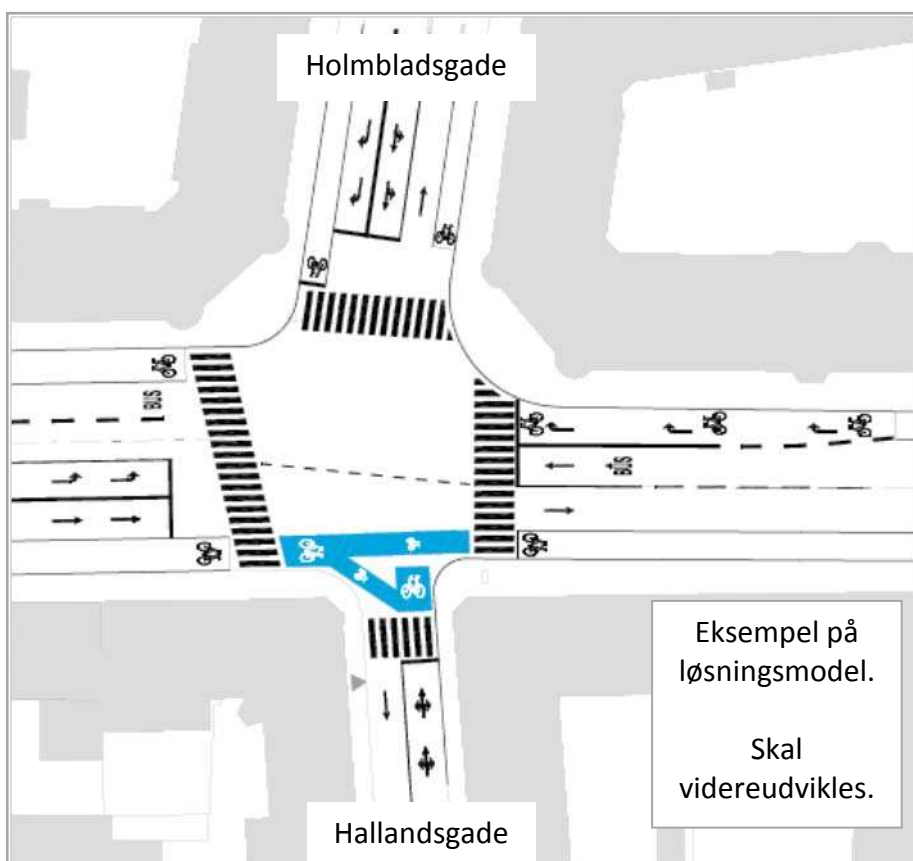 Holmbladsgade
BUS
BUS
Eksempel på
løsningsmodel.
Skal
videreudvikles.
Hallandsgade